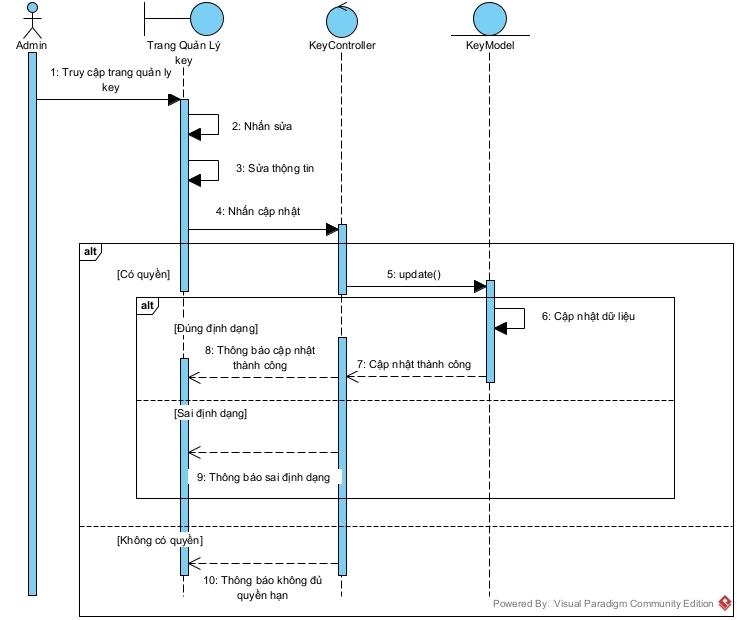 Admin
Trang Quản Lý
key
KeyController
KeyModel
1: Truy cập trang quản ly
key
2: Nhấn sửa
3: Sửa thộng tin
4: Nhấn cập nhật
alt
[Có quyền]
5: update()
alt
6: Cập nhật dữ liệu
[Đúng định dạng]
8: Thông báo cập nhật
thành công
7: Cập nhật thành công
[Sai định dạng]
9: Thông báo sai định dạng
[Không có quyền]
10: Thông báo không đủ
quyền hạn
Powered By Visual Paradigm Community Edition